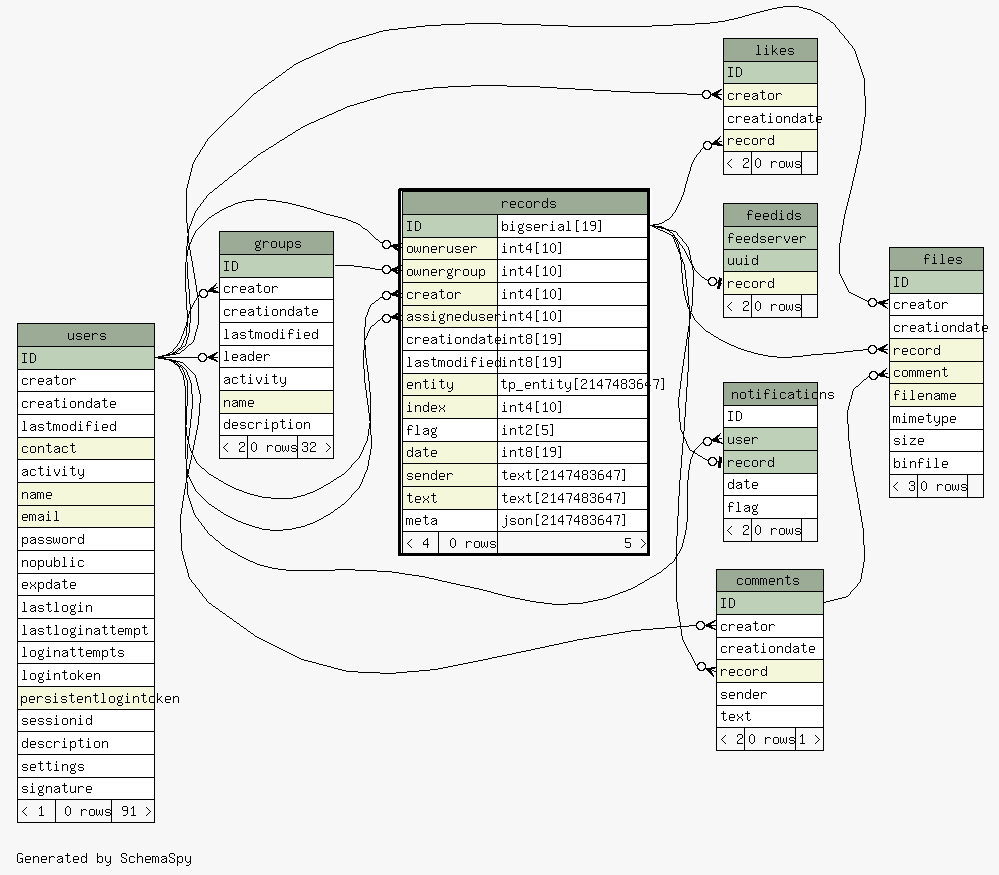 users
ID
creator
creationdate
lastmodified
contact
activity
name
email
password
nopublic
expdate
lastlogin
lastloginattempt
loginattempts
logintoken
persistentlogintoken
sessionid
description
settings
signature
< 1 0 rows 91 >
groups
ID
creator
creationdate
lastmodified
leader
activity
name
description
< 2 0 rows 32 >
records
ID bigserial[19]
owneruser int4[10]
ownergroup int4[10]
creator int4[10]
assigneduser int4[10]
creationdate int8[19]
lastmodified int8[19]
entity tp_entity[2147483647]
index int4[10]
flag int2[5]
date int8[19]
sender text[2147483647]
text text[2147483647]
meta json[2147483647]
< 4 0 rows 5 >
likes
ID
creator
creationdate
record
< 2 0 rows
feedids
feedserver
uuid
record
< 2 0 rows
notifications
ID
user
record
date
flag
< 2 0 rows
comments
ID
creator
creationdate
record
sender
text
< 2 0 rows 1 >
files
ID
creator
creationdate
record
comment
filename
mimetype
size
binfile
< 3 0 rows
Generated by SchemaSpy